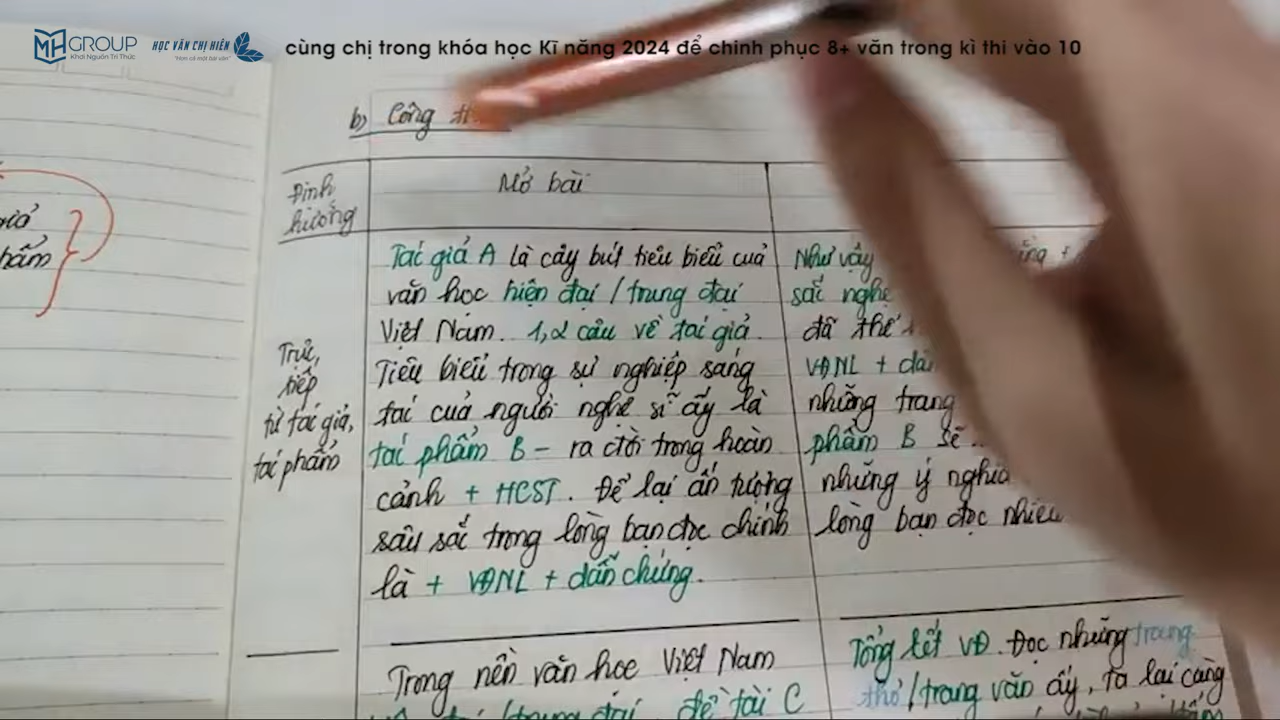 MH GROUP
Khơi Nguồn Tri Thức
HỌC VĂN CHỊ HIÊN
cùng chị trong khóa học Kĩ năng 2024 để chinh phục 8+ văn trong kì thi vào 10
b) Công
Định
hướng
Mở bài
Trực
tiếp
từ tác giả,
tác phẩm
Tác giả A là cây bút tiêu biểu của
văn học hiện đại / trung đại
Việt Nam. 1,2 câu về tác giả.
Tiêu biểu trong sự nghiệp sáng
tác của người nghệ sĩ ấy là
tác phẩm B - ra đời trong hoàn
cảnh + HCST. Để lại ấn tượng
sâu sắc trong lòng bạn đọc chính
là + VĐNL + dẫn chứng.
Như vậy
sắc nghệ
đã thể
VĐNL +
những trang
phẩm B sẽ
những ý nghĩa
lòng bạn đọc nhiều
Trong nền văn học Việt Nam
/ trung đại, đề tài C
Tổng kết VĐ. Đọc những trang
thơ / trang văn ấy, ta lại càng